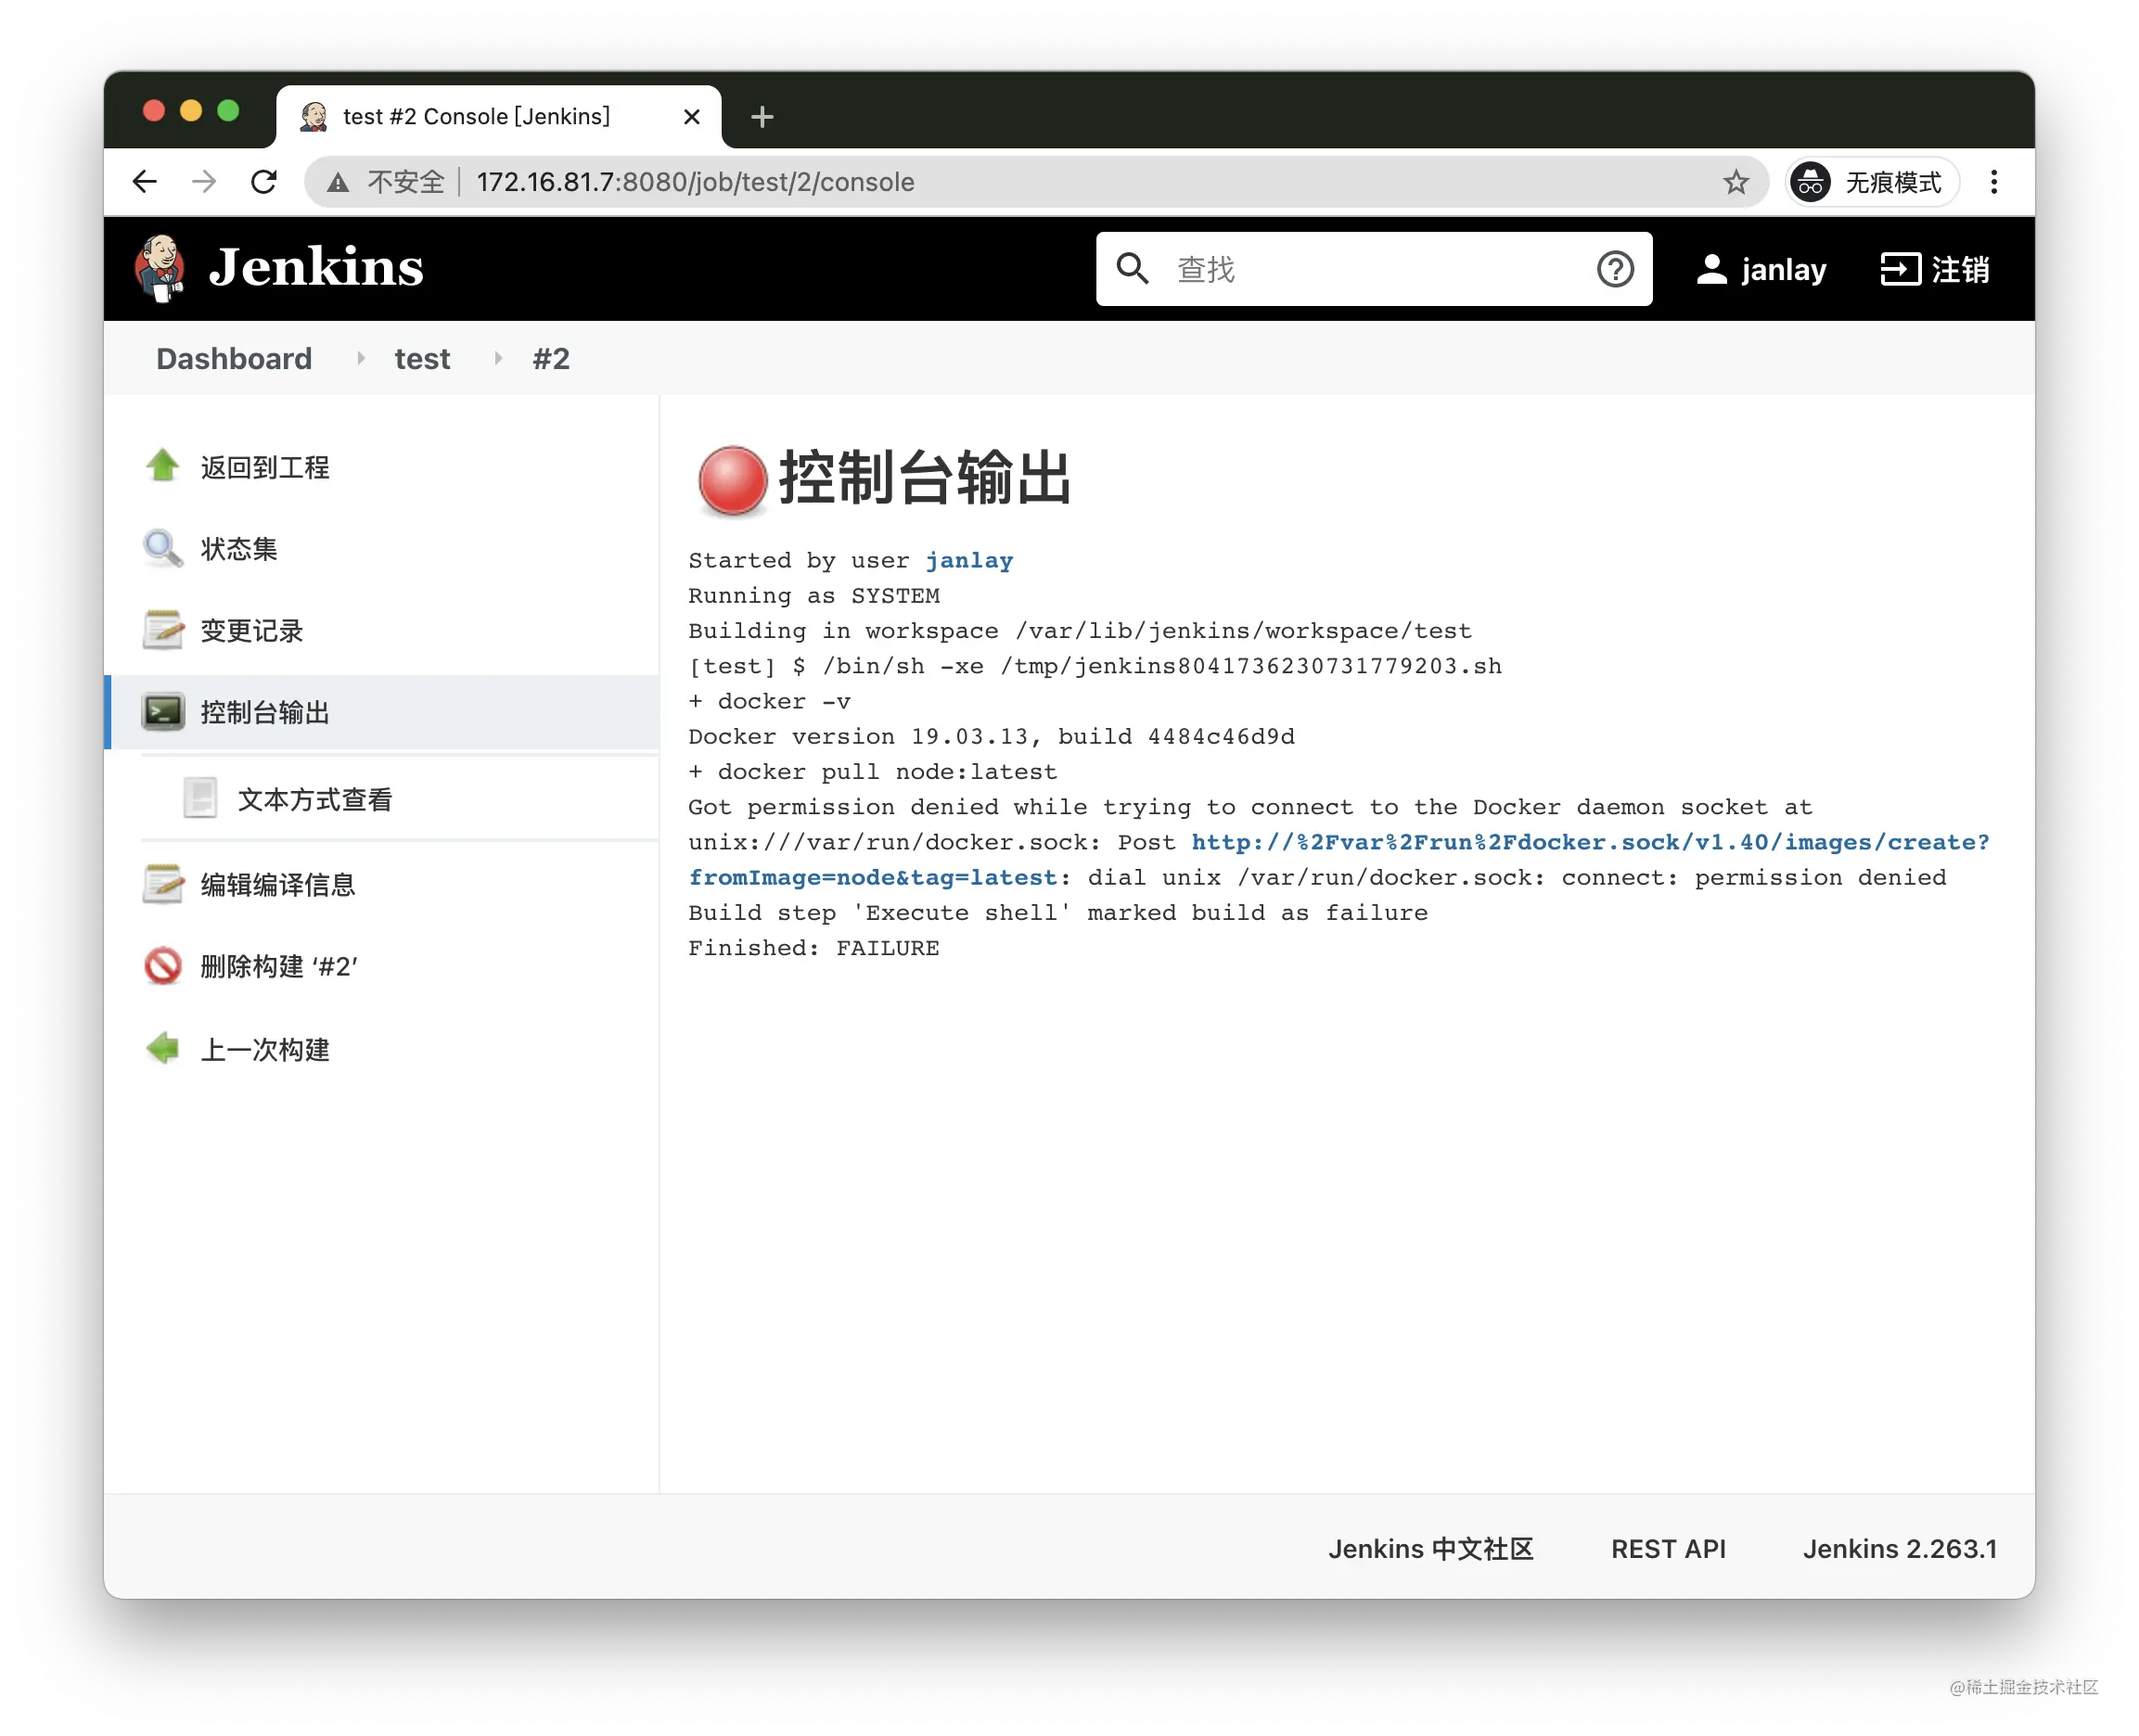 test #2 Console [Jenkins]
不安全 172.16.81.7:8080/job/test/2/console
无痕模式
Jenkins
查找
janlay
注销
Dashboard
test
#2
返回到工程
状态集
变更记录
控制台输出
文本方式查看
编辑编译信息
删除构建 ‘#2’
上一次构建
控制台输出
Started by user janlay
Running as SYSTEM
Building in workspace /var/lib/jenkins/workspace/test
[test] $ /bin/sh -xe /tmp/jenkins8041736230731779203.sh
+ docker -v
Docker version 19.03.13, build 4484c46d9d
+ docker pull node:latest
Got permission denied while trying to connect to the Docker daemon socket at
unix:///var/run/docker.sock: Post http://%2Fvar%2Frun%2Fdocker.sock/v1.40/images/create?
fromImage=node&tag=latest: dial unix /var/run/docker.sock: connect: permission denied
Build step 'Execute shell' marked build as failure
Finished: FAILURE
Jenkins 中文社区
REST API
Jenkins 2.263.1
@稀土掘金技术社区